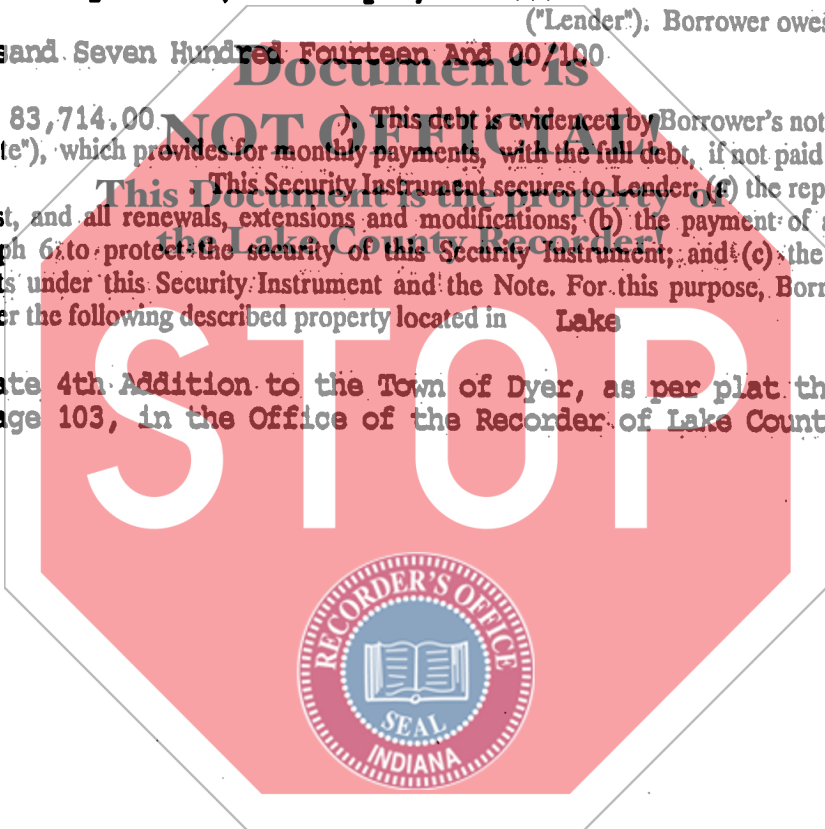 ("Lender"). Borrower owes
sand Seven Hundred Fourteen And 00/100
Document is
83,714.00 ). This debt is evidenced by Borrower's not
NOT OFFICIAL!
te"), which provides for monthly payments, with the full debt, if not paid
This Document is the property of
. This Security Instrument secures to Lender: (a) the rep
st, and all renewals, extensions and modifications; (b) the payment of a
the Lake County Recorder!
ph 6 to protect the security of this Security Instrument; and (c) the
ts under this Security Instrument and the Note. For this purpose, Borr
er the following described property located in Lake
STOP
ate 4th Addition to the Town of Dyer, as per plat th
age 103, in the Office of the Recorder of Lake Count
RECORDER'S OFFICE
SEAL
INDIANA